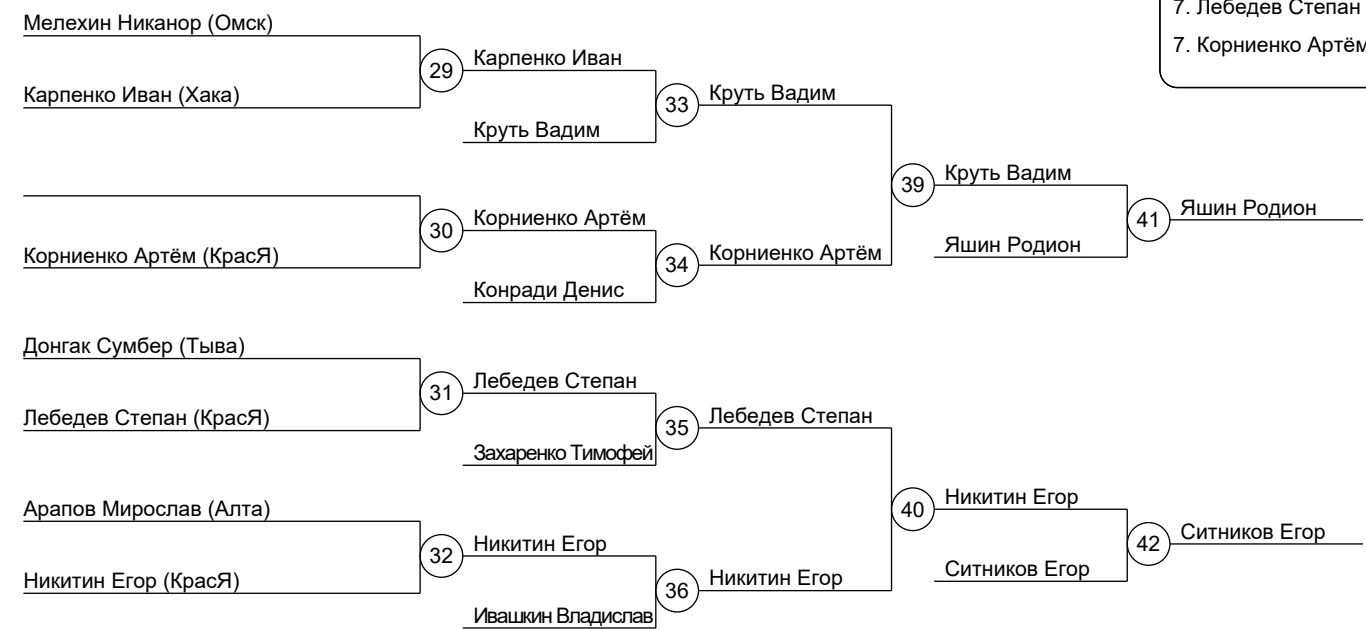 7. Лебедев Степан
Мелехин Никанор (Омск)
7. Корниенко Артём
29
Карпенко Иван
Карпенко Иван (Хака)
33
Круть Вадим
Круть Вадим
39
Круть Вадим
30
Корниенко Артём
41
Яшин Родион
Корниенко Артём (КрасЯ)
34
Корниенко Артём
Яшин Родион
Конради Денис
Донгак Сумбер (Тыва)
31
Лебедев Степан
Лебедев Степан (КрасЯ)
35
Лебедев Степан
Захаренко Тимофей
Арапов Мирослав (Алта)
40
Никитин Егор
32
Никитин Егор
42
Ситников Егор
Никитин Егор (КрасЯ)
36
Никитин Егор
Ситников Егор
Ивашкин Владислав